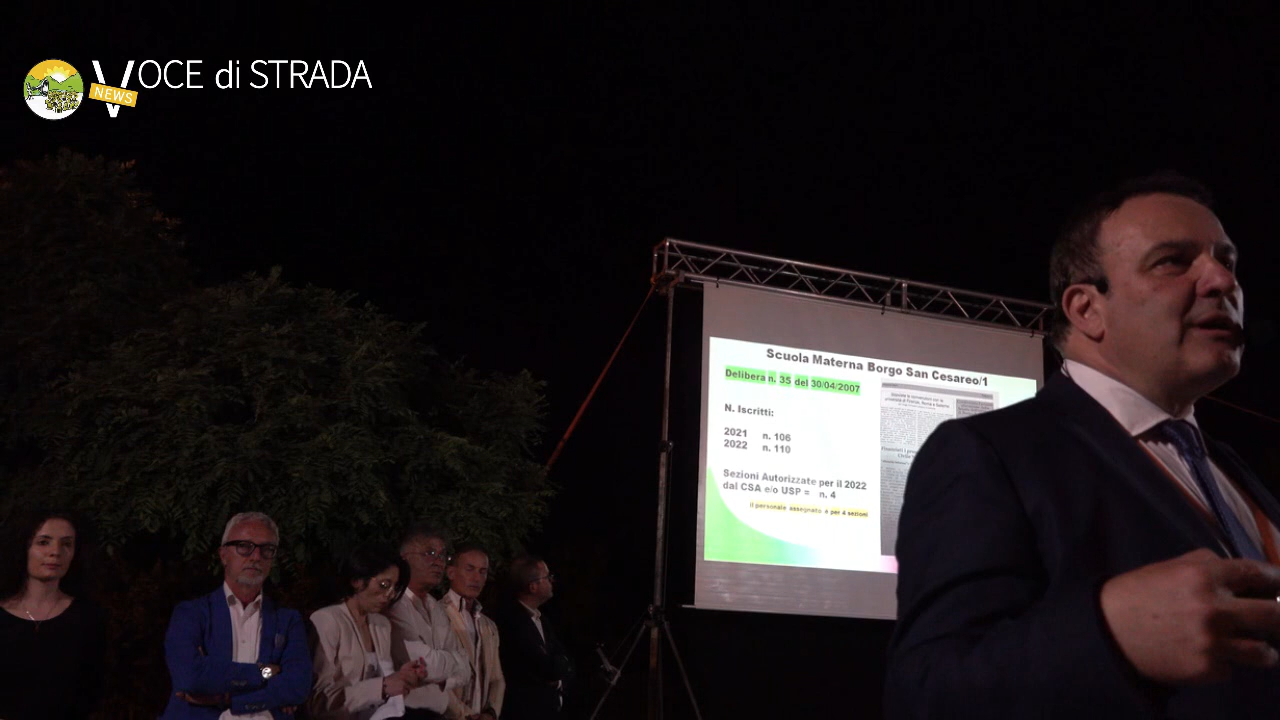 VOCE di STRADA
NEWS
Scuola Materna Borgo San Cesareo/1
Delibera n. 35 del 30/04/2007
N. Iscritti:
2021 n. 106
2022 n. 110
Sezioni Autorizzate per il 2022
dal CSA e/o USP = n. 4
il personale assegnato è per 4 sezioni